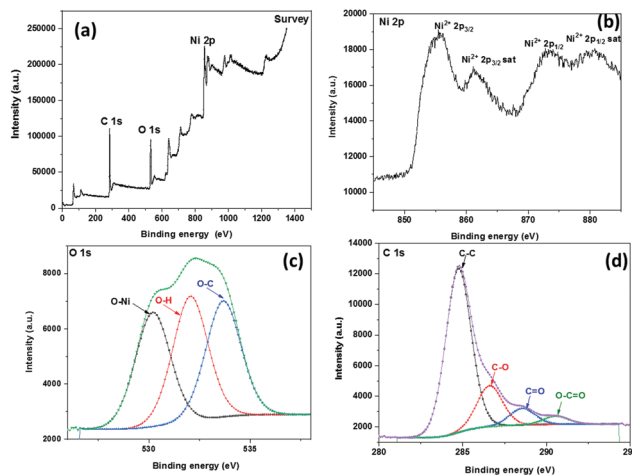 (a)
Survey
Ni 2p
C 1s
O 1s
250000
200000
150000
100000
50000
0
0 200 400 600 800 1000 1200 1400
Intensity (a.u.)
Binding energy (eV)
Ni 2p
(b)
Ni²⁺ 2p₃/₂
Ni²⁺ 2p₃/₂ sat
Ni²⁺ 2p₁/₂
Ni²⁺ 2p₁/₂ sat
20000
18000
16000
14000
12000
10000
850 860 870 880
Intensity (a.u.)
Binding energy (eV)
O 1s
(c)
O-Ni
O-H
O-C
8000
6000
4000
2000
530 535
Intensity (a.u.)
Binding energy (eV)
C 1s
(d)
C-C
C-O
C=O
O-C=O
14000
12000
10000
8000
6000
4000
2000
0
280 285 290
Intensity (a.u.)
Binding energy (eV)